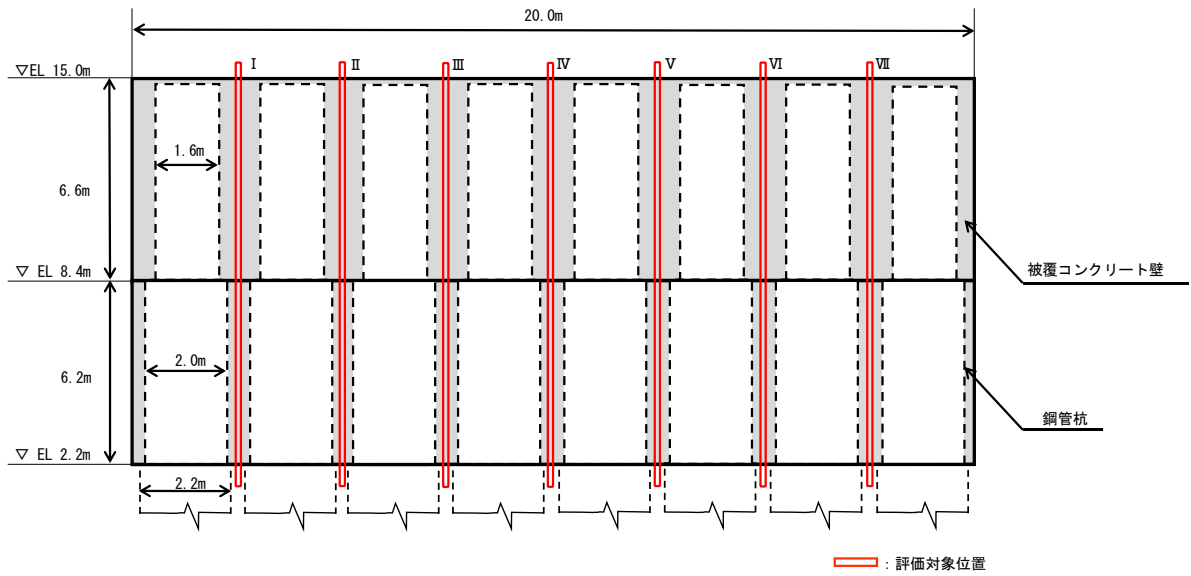 20.0m
▽EL 15.0m
Ⅰ
Ⅱ
Ⅲ
Ⅳ
Ⅴ
Ⅵ
Ⅶ
1.6m
6.6m
▽ EL 8.4m
被覆コンクリート壁
2.0m
6.2m
鋼管杭
▽ EL 2.2m
2.2m
：評価対象位置